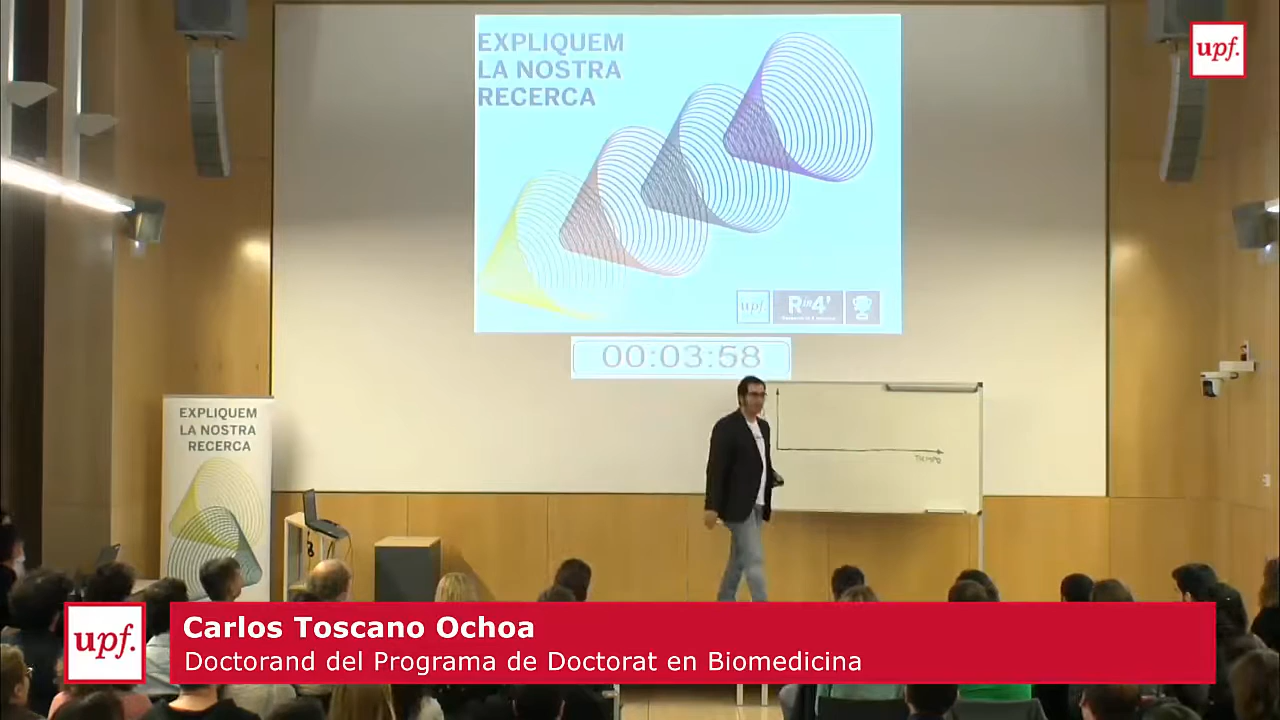 EXPLIQUEM
LA NOSTRA
RECERCA
upf.
upf.
R in 4'
00:03:58
TIEMPO
EXPLIQUEM
LA NOSTRA
RECERCA
upf.
Carlos Toscano Ochoa
Doctorand del Programa de Doctorat en Biomedicina